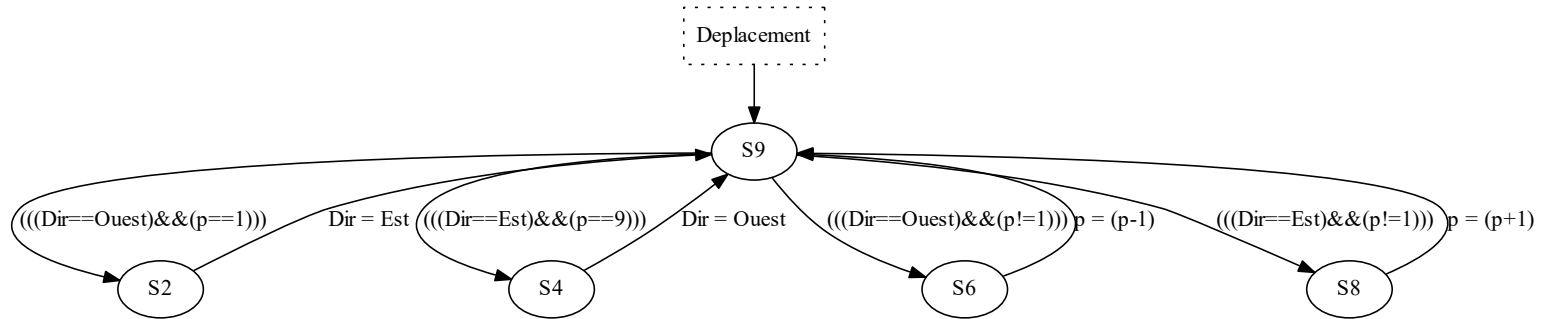 Deplacement
S9
(((Dir==Ouest)&&(p==1)))
Dir = Est
(((Dir==Est)&&(p==9)))
Dir = Ouest
(((Dir==Ouest)&&(p!=1)))
p = (p-1)
(((Dir==Est)&&(p!=1)))
p = (p+1)
S2
S4
S6
S8